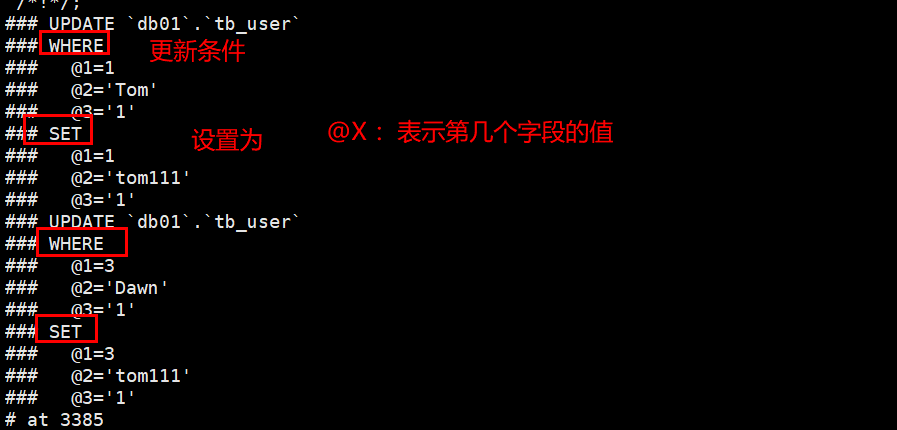 /*!*/;
### UPDATE `db01`.`tb_user`
### WHERE
更新条件
###   @1=1
###   @2='Tom'
###   @3='1'
### SET
设置为
@X： 表示第几个字段的值
###   @1=1
###   @2='tom111'
###   @3='1'
### UPDATE `db01`.`tb_user`
### WHERE
###   @1=3
###   @2='Dawn'
###   @3='1'
### SET
###   @1=3
###   @2='tom111'
###   @3='1'
# at 3385